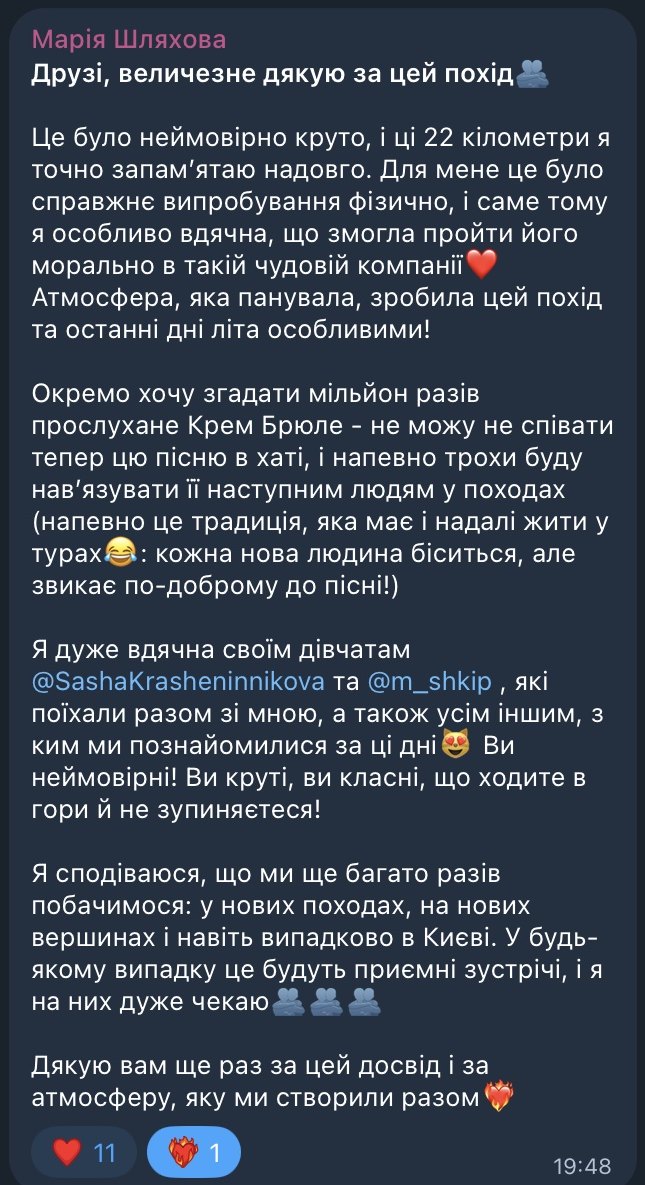 Марія Шляхова
Друзі, величезне дякую за цей похід🫂
Це було неймовірно круто, і ці 22 кілометри я
точно запам’ятаю надовго. Для мене це було
справжнє випробування фізично, і саме тому
я особливо вдячна, що змогла пройти його
морально в такій чудовій компанії❤️
Атмосфера, яка панувала, зробила цей похід
та останні дні літа особливими!
Окремо хочу згадати мільйон разів
прослухане Крем Брюле - не можу не співати
тепер цю пісню в хаті, і напевно трохи буду
нав’язувати її наступним людям у походах
(напевно це традиція, яка має і надалі жити у
турах😂: кожна нова людина біситься, але
звикає по-доброму до пісні!)
Я дуже вдячна своїм дівчатам
@SashaKrasheninnikova та @m_shkip , які
поїхали разом зі мною, а також усім іншим, з
ким ми познайомилися за ці дні😻 Ви
неймовірні! Ви круті, ви класні, що ходите в
гори й не зупиняєтеся!
Я сподіваюся, що ми ще багато разів
побачимося: у нових походах, на нових
вершинах і навіть випадково в Києві. У будь-
якому випадку це будуть приємні зустрічі, і я
на них дуже чекаю🫂🫂🫂
Дякую вам ще раз за цей досвід і за
атмосферу, яку ми створили разом❤️‍🔥
❤️ 11 ❤️‍🔥 1
19:48